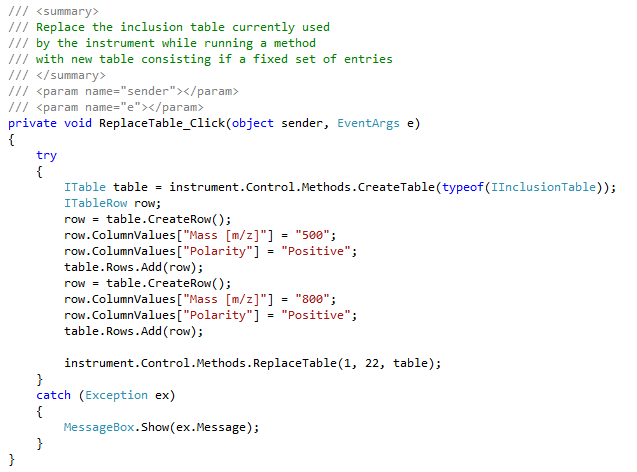 /// <summary>
/// Replace the inclusion table currently used
/// by the instrument while running a method
/// with new table consisting if a fixed set of entries
/// </summary>
/// <param name="sender"></param>
/// <param name="e"></param>
private void ReplaceTable_Click(object sender, EventArgs e)
{
    try
    {
        ITable table = instrument.Control.Methods.CreateTable(typeof(IInclusionTable));
        ITableRow row;
        row = table.CreateRow();
        row.ColumnValues["Mass [m/z]"] = "500";
        row.ColumnValues["Polarity"] = "Positive";
        table.Rows.Add(row);
        row = table.CreateRow();
        row.ColumnValues["Mass [m/z]"] = "800";
        row.ColumnValues["Polarity"] = "Positive";
        table.Rows.Add(row);

        instrument.Control.Methods.ReplaceTable(1, 22, table);
    }
    catch (Exception ex)
    {
        MessageBox.Show(ex.Message);
    }
}